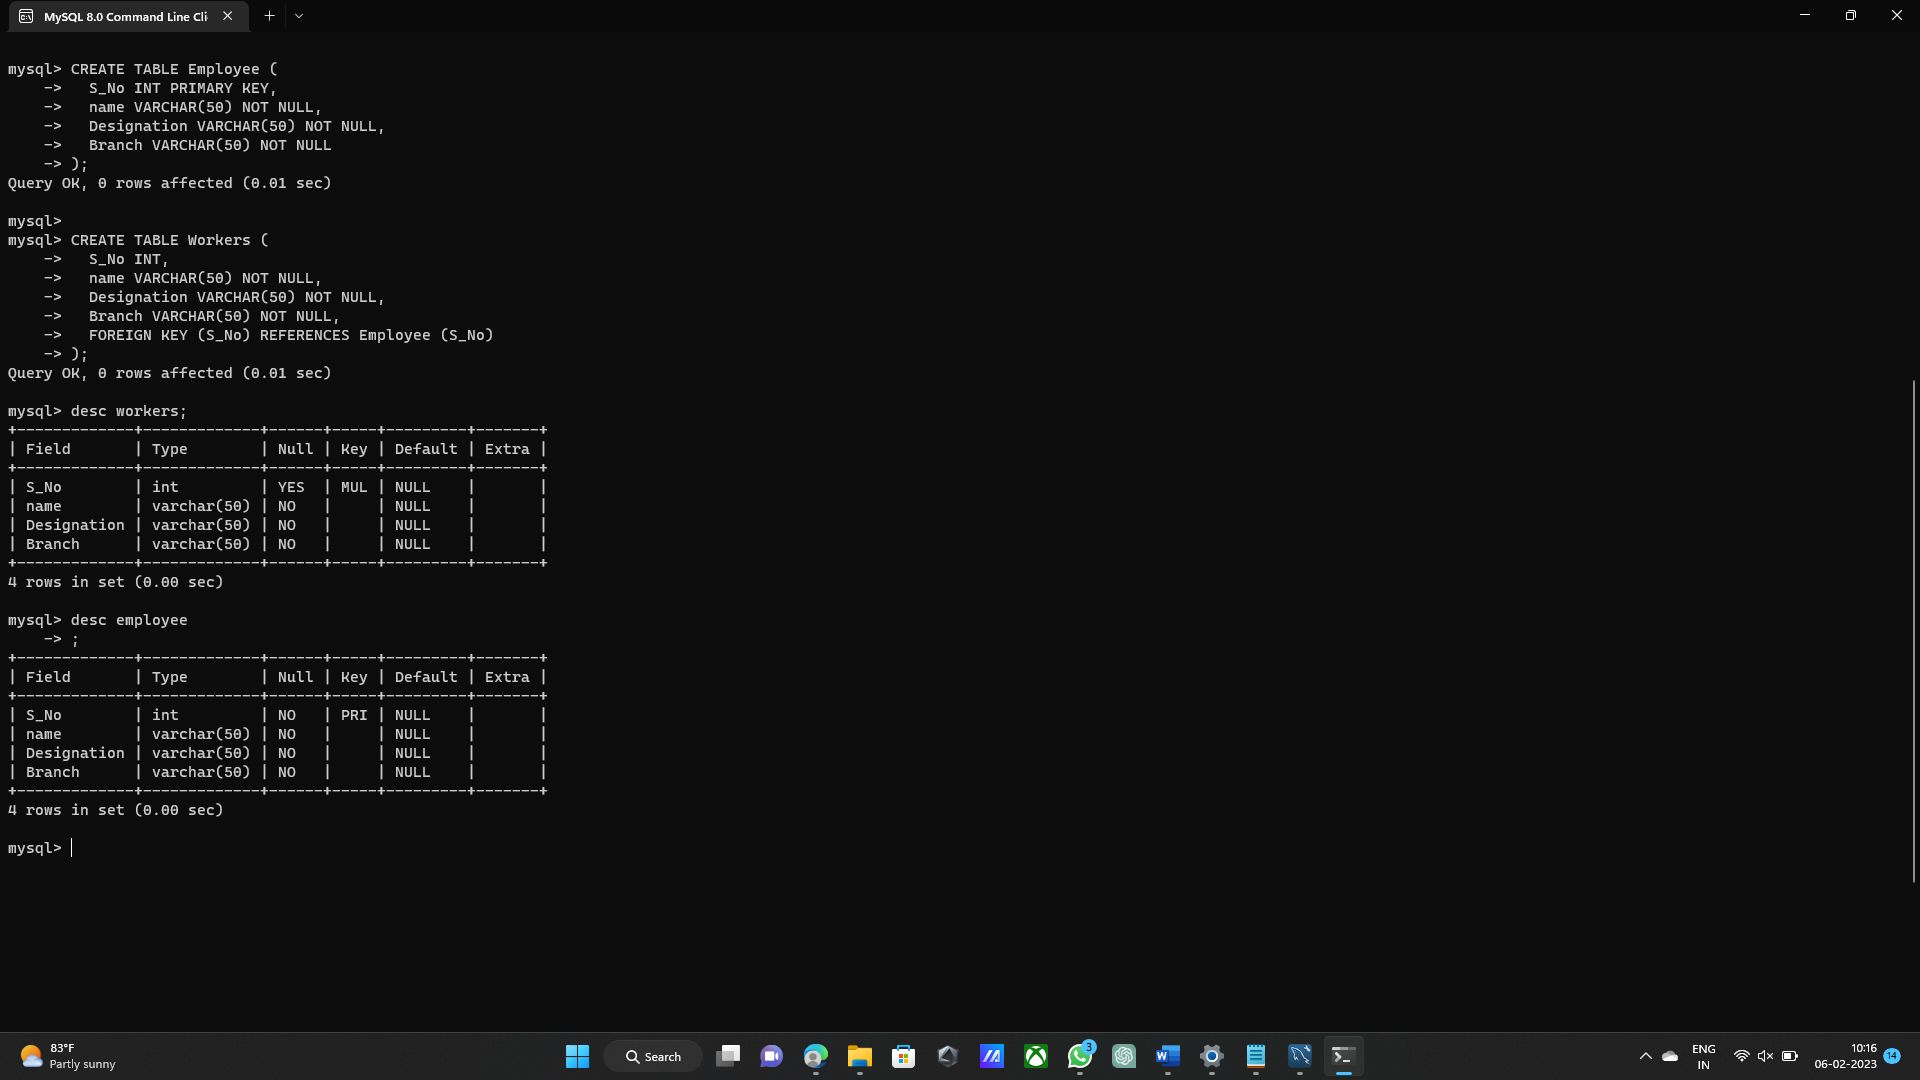 MySQL 8.0 Command Line Cli
mysql> CREATE TABLE Employee (
    ->   S_No INT PRIMARY KEY,
    ->   name VARCHAR(50) NOT NULL,
    ->   Designation VARCHAR(50) NOT NULL,
    ->   Branch VARCHAR(50) NOT NULL
    -> );
Query OK, 0 rows affected (0.01 sec)
mysql>
mysql> CREATE TABLE Workers (
    ->   S_No INT,
    ->   name VARCHAR(50) NOT NULL,
    ->   Designation VARCHAR(50) NOT NULL,
    ->   Branch VARCHAR(50) NOT NULL,
    ->   FOREIGN KEY (S_No) REFERENCES Employee (S_No)
    -> );
Query OK, 0 rows affected (0.01 sec)
mysql> desc workers;
+-------------+-------------+------+-----+---------+-------+
| Field       | Type        | Null | Key | Default | Extra |
+-------------+-------------+------+-----+---------+-------+
| S_No        | int         | YES  | MUL | NULL    |       |
| name        | varchar(50) | NO   |     | NULL    |       |
| Designation | varchar(50) | NO   |     | NULL    |       |
| Branch      | varchar(50) | NO   |     | NULL    |       |
+-------------+-------------+------+-----+---------+-------+
4 rows in set (0.00 sec)
mysql> desc employee
    -> ;
+-------------+-------------+------+-----+---------+-------+
| Field       | Type        | Null | Key | Default | Extra |
+-------------+-------------+------+-----+---------+-------+
| S_No        | int         | NO   | PRI | NULL    |       |
| name        | varchar(50) | NO   |     | NULL    |       |
| Designation | varchar(50) | NO   |     | NULL    |       |
| Branch      | varchar(50) | NO   |     | NULL    |       |
+-------------+-------------+------+-----+---------+-------+
4 rows in set (0.00 sec)
mysql>
83°F
Partly sunny
Search
3
W
ENG
IN
10:16
06-02-2023
14